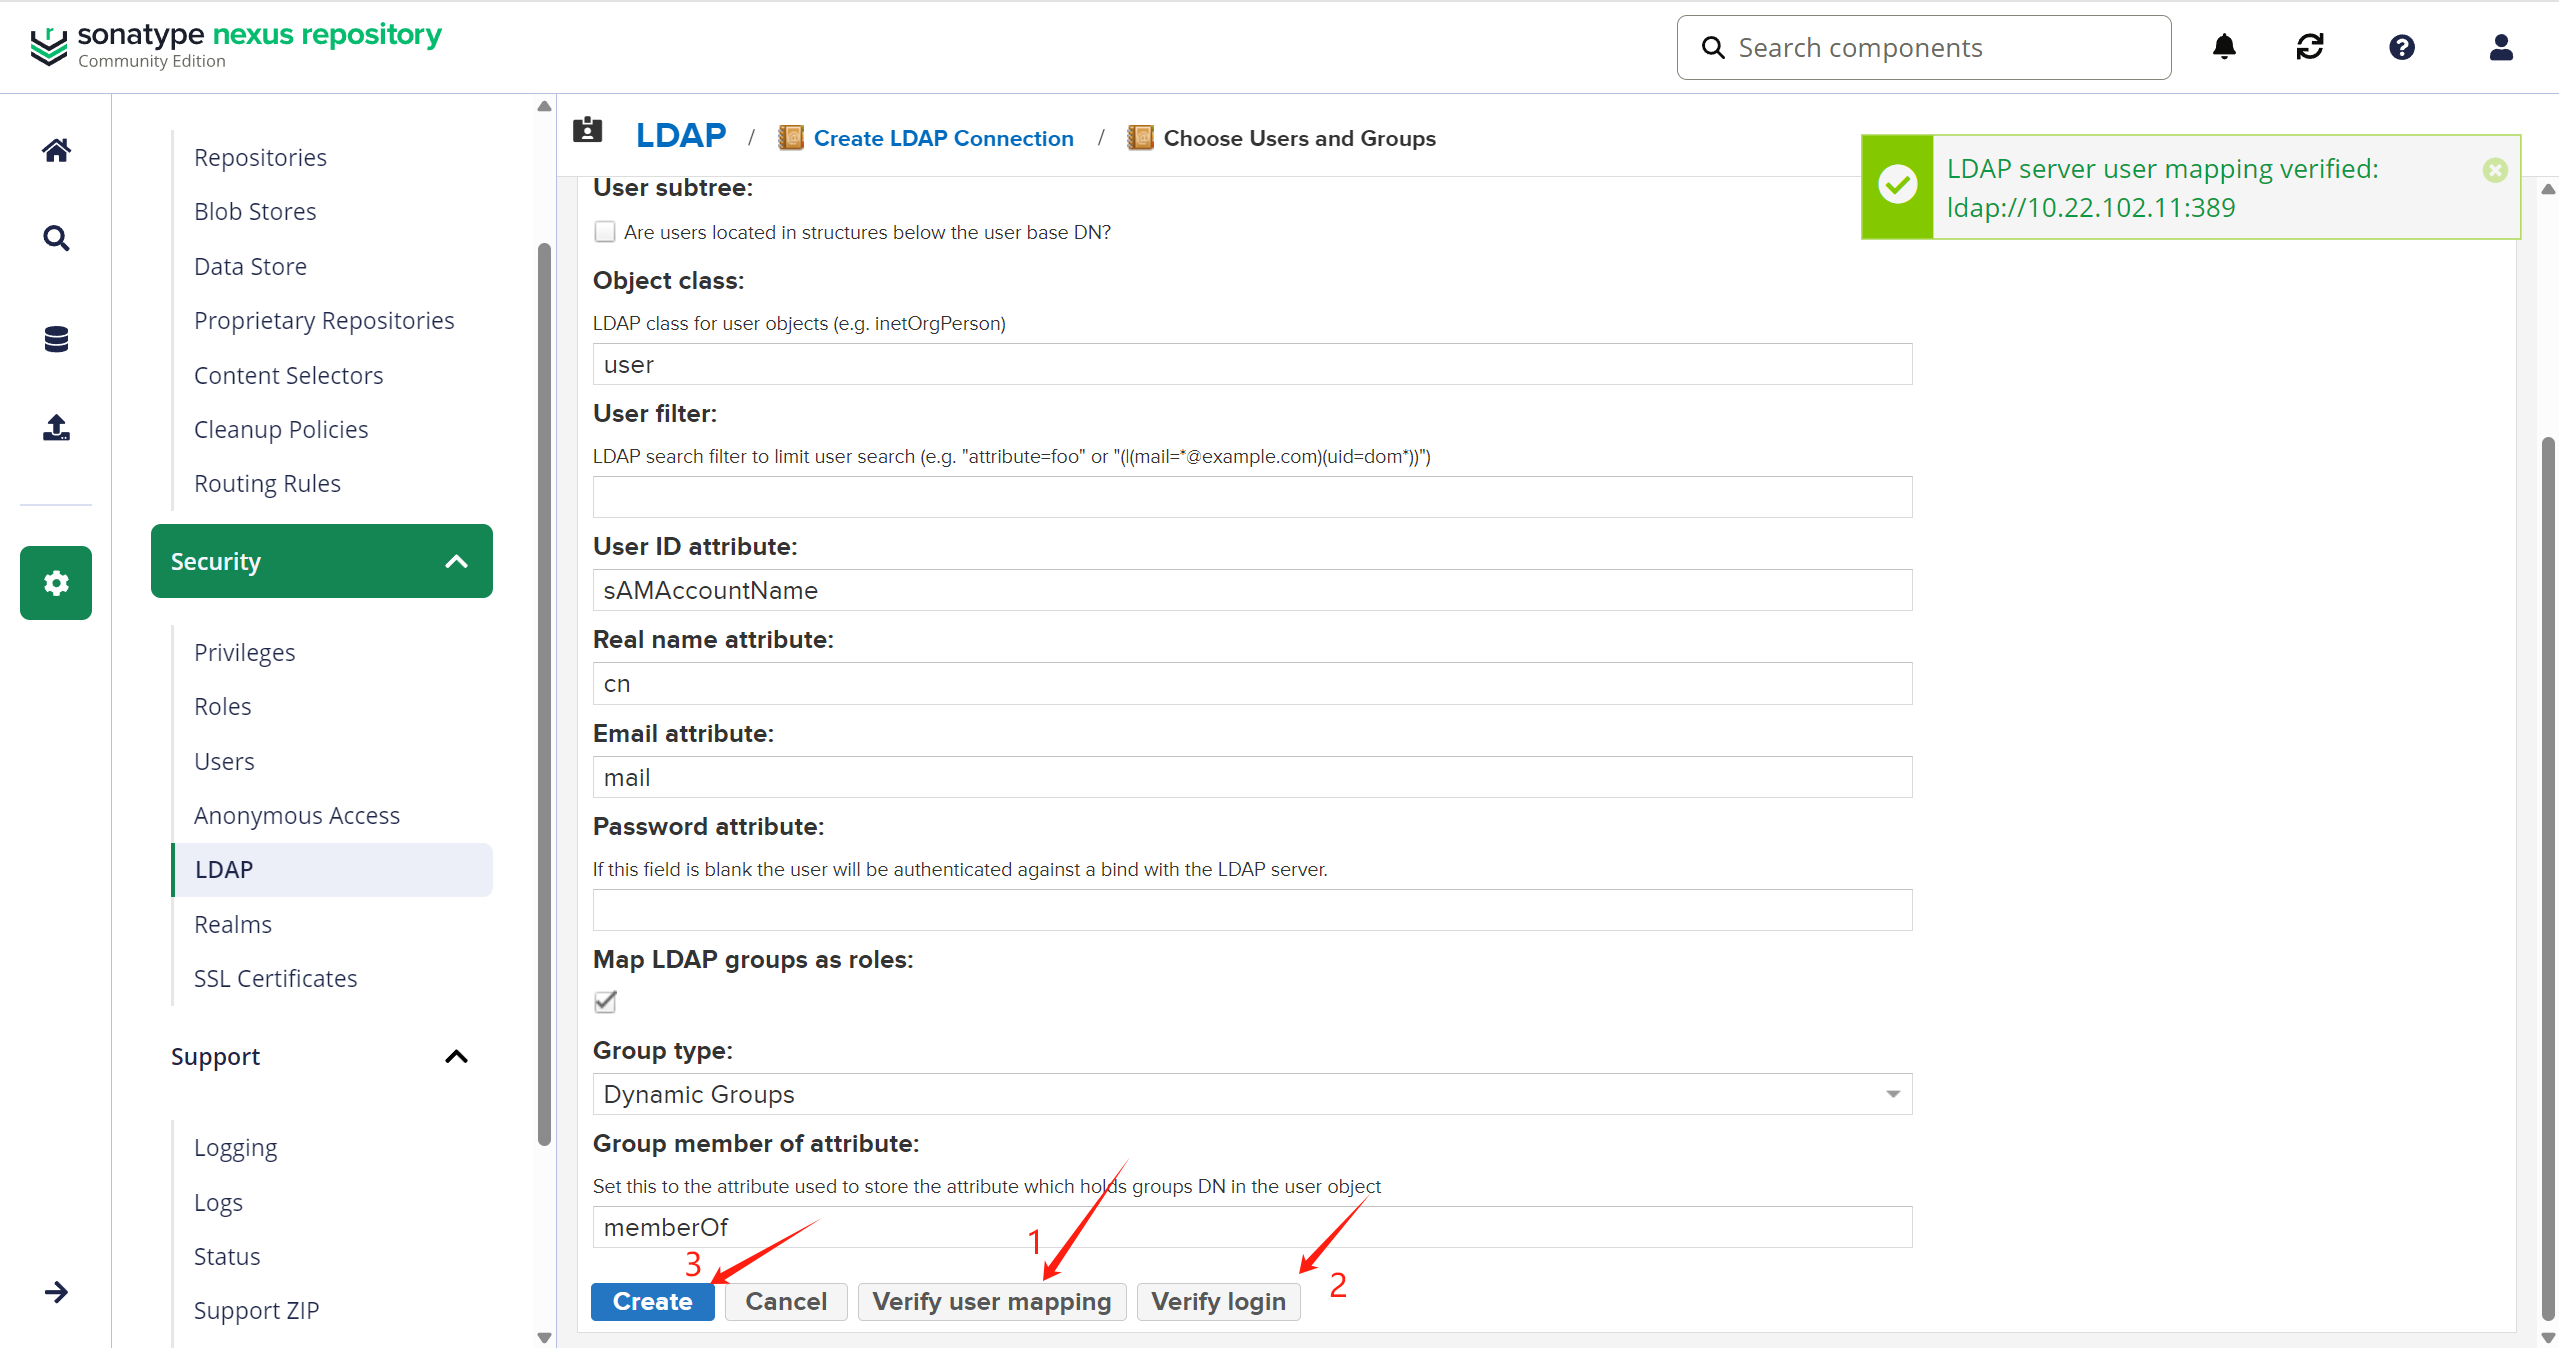 sonatype nexus repository
Community Edition
Search components
Repositories
Blob Stores
Data Store
Proprietary Repositories
Content Selectors
Cleanup Policies
Routing Rules
Security
Privileges
Roles
Users
Anonymous Access
LDAP
Realms
SSL Certificates
Support
Logging
Logs
Status
Support ZIP
LDAP / Create LDAP Connection / Choose Users and Groups
LDAP server user mapping verified:
ldap://10.22.102.11:389
User subtree:
Are users located in structures below the user base DN?
Object class:
LDAP class for user objects (e.g. inetOrgPerson)
user
User filter:
LDAP search filter to limit user search (e.g. "attribute=foo" or "(|(mail=*@example.com)(uid=dom*))")
User ID attribute:
sAMAccountName
Real name attribute:
cn
Email attribute:
mail
Password attribute:
If this field is blank the user will be authenticated against a bind with the LDAP server.
Map LDAP groups as roles:
Group type:
Dynamic Groups
Group member of attribute:
Set this to the attribute used to store the attribute which holds groups DN in the user object
memberOf
3 1 2
Create Cancel Verify user mapping Verify login